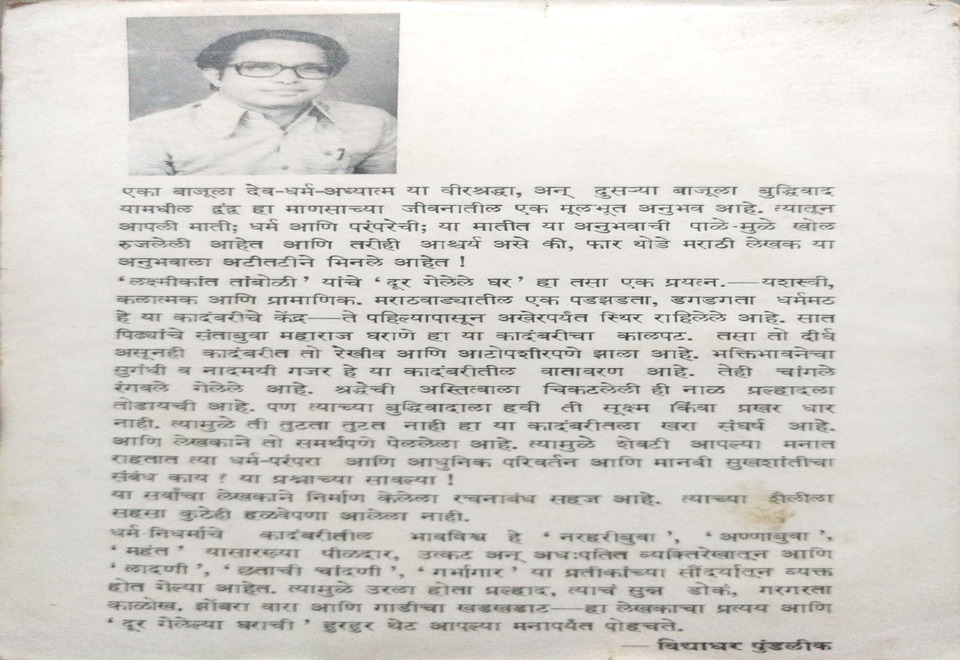 एका बाजूला देव-धर्म-अध्यात्म या वीरश्रद्धा, अन् दुसऱ्या बाजूला बुद्धिवाद
यामधील द्वंद्व हा माणसाच्या जीवनातील एक मूलभूत अनुभव आहे. त्यातून
आपली माती; धर्म आणि परंपरेची; या मातीत या अनुभवाची पाळे-मुळे खोल
रुजलेली आहेत आणि तरीही आश्चर्य असे की, फार थोडे मराठी लेखक या
अनुभवाला अटीतटीने भिनले आहेत !
‘लक्ष्मीकांत तांबोळी’ यांचे ‘दूर गेलेले घर’ हा तसा एक प्रयत्न.—यशस्वी,
कलात्मक आणि प्रामाणिक. मराठवाड्यातील एक पडझडता, डगडगता धर्ममठ
हे या कादंबरीचे केंद्र—ते पहिल्यापासून अखेरपर्यंत स्थिर राहिलेले आहे. सात
पिढ्यांचे संताबुवा महाराज घराणे हा या कादंबरीचा कालपट. तसा तो दीर्घ
असूनही कादंबरीत तो रेखीव आणि आटोपशीरपणे झाला आहे. भक्तिभावनेचा
सुगंधी व नादमयी गजर हे या कादंबरीतील वातावरण आहे. तेही चांगले
रंगवले गेलेले आहे. श्रद्धेची अस्तित्वाला चिकटलेली ही नाळ प्रल्हादला
तोडायची आहे. पण त्याच्या बुद्धिवादाला हवी ती सूक्ष्म किंवा प्रखर धार
नाही. त्यामुळे ती तुटता तुटत नाही हा या कादंबरीतला खरा संघर्ष आहे.
आणि लेखकाने तो समर्थपणे पेललेला आहे. त्यामुळे शेवटी आपल्या मनात
राहतात त्या धर्म-परंपरा आणि आधुनिक परिवर्तन आणि मानवी सुखशांतीचा
संबंध काय ? या प्रश्नाच्या सावल्या !
या सर्वांचा लेखकाने निर्माण केलेला रचनाबंध सहज आहे. त्याच्या शैलीला
सहसा कुठेही हळवेपणा आलेला नाही.
धर्म-निधर्माचे कादंबरीतील भावविश्व हे ‘नरहरीबुवा’, ‘अण्णाबुवा’,
‘महंत’ यासारख्या पीळदार, उत्कट अन् अधःपतित व्यक्तिरेखातून आणि
‘लादणी’, ‘छताची चांदणी’, ‘गर्भागार’ या प्रतीकांच्या सौंदर्यातून व्यक्त
होत गेल्या आहेत. त्यामुळे उरला होता प्रल्हाद, त्याचं सुन्न डोकं, गरगरता
काळोख. झोंबरा वारा आणि गाडीचा खडखडाट—हा लेखकाचा प्रत्यय आणि
‘दूर गेलेल्या घराची’ हुरहुर थेट आपल्या मनापर्यंत पोहचते.
— विद्याधर पुंडलीक